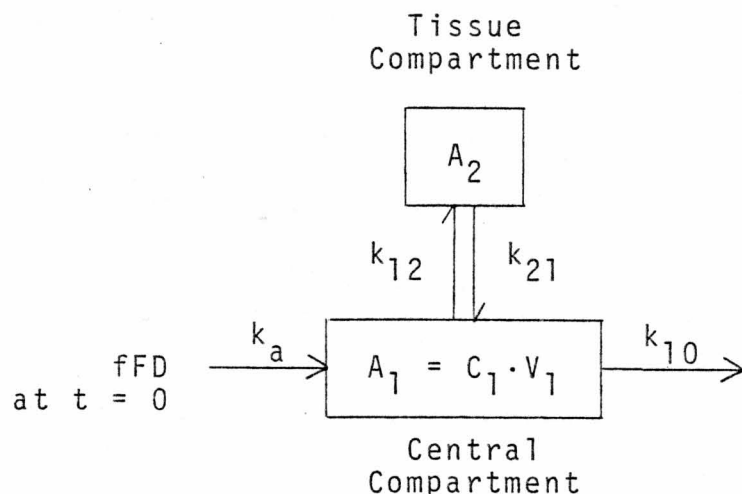 Tissue
Compartment
A2
k12
k21
fFD
at t = 0
ka
A1 = C1·V1
k10
Central
Compartment